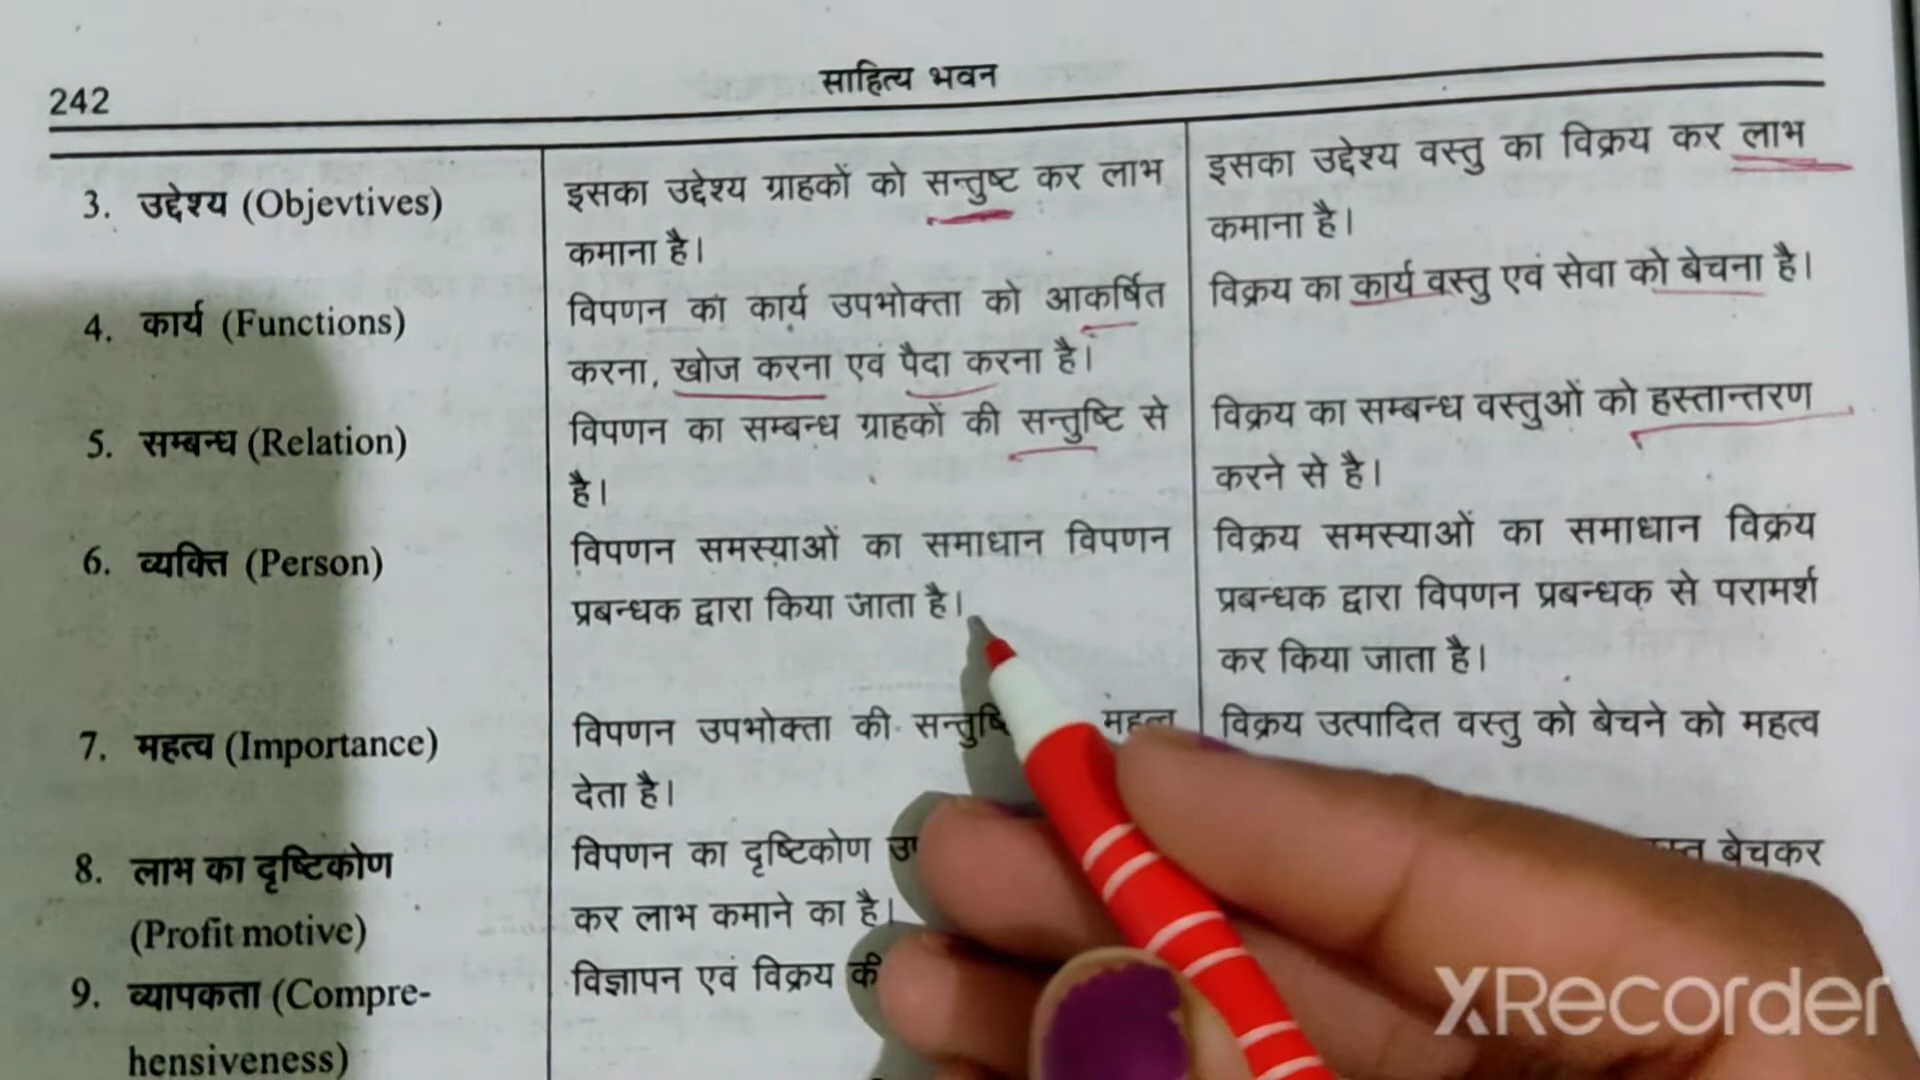 242
साहित्य भवन
3. उद्देश्य (Objevtives)
इसका उद्देश्य ग्राहकों को सन्तुष्ट कर लाभ
कमाना है।
इसका उद्देश्य वस्तु का विक्रय कर लाभ
कमाना है।
4. कार्य (Functions)
विपणन का कार्य उपभोक्ता को आकर्षित
करना, खोज करना एवं पैदा करना है।
विक्रय का कार्य वस्तु एवं सेवा को बेचना है।
5. सम्बन्ध (Relation)
विपणन का सम्बन्ध ग्राहकों की सन्तुष्टि से
है।
विक्रय का सम्बन्ध वस्तुओं को हस्तान्तरण
करने से है।
6. व्यक्ति (Person)
विपणन समस्याओं का समाधान विपणन
प्रबन्धक द्वारा किया जाता है।
विक्रय समस्याओं का समाधान विक्रय
प्रबन्धक द्वारा विपणन प्रबन्धक से परामर्श
कर किया जाता है।
7. महत्व (Importance)
विपणन उपभोक्ता की महत्व
देता है।
विक्रय उत्पादित वस्तु को बेचने को महत्व
8. लाभ का दृष्टिकोण
(Profit motive)
विपणन का दृष्टिकोण
कर लाभ कमाने का है।
बेचकर
9. व्यापकता (Compre-
hensiveness)
विज्ञापन एवं विक्रय की
XRecorder